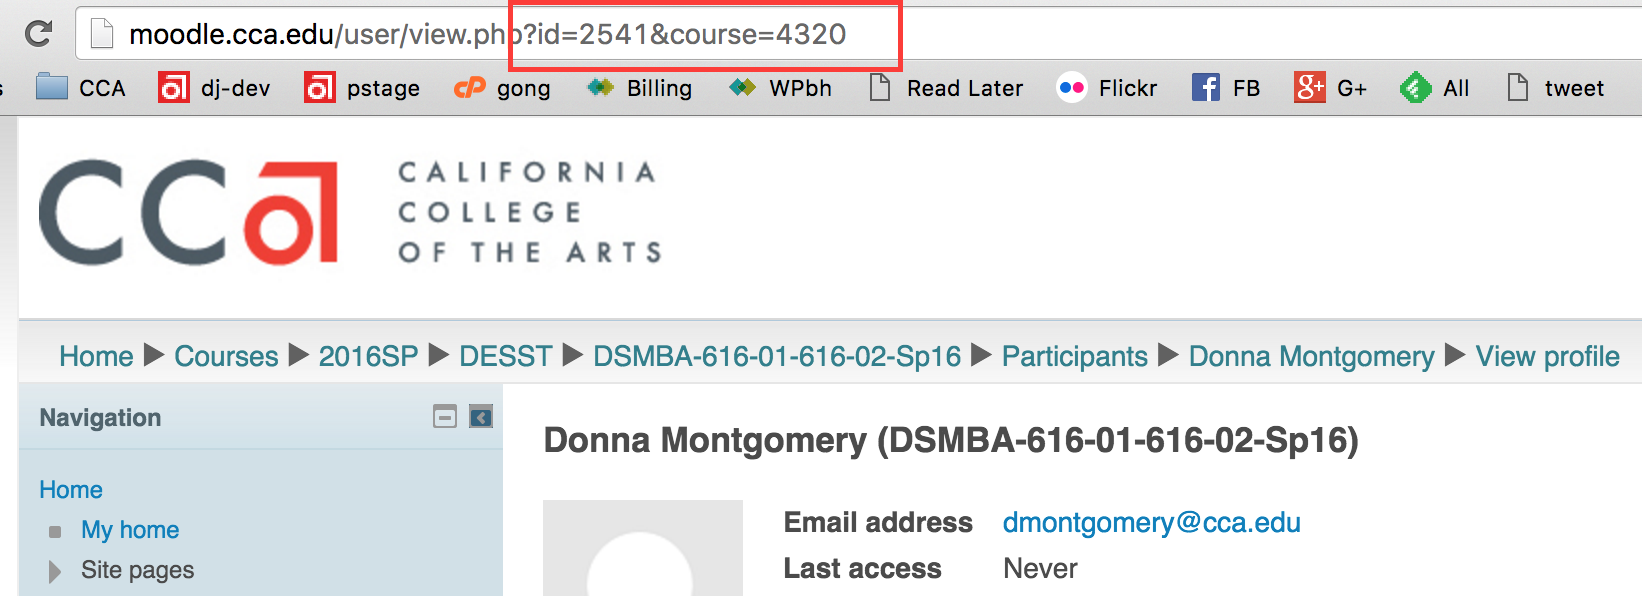 moodle.cca.edu/user/view.php?id=2541&course=4320
s CCA dj-dev pstage cP gong Billing WPbh Read Later Flickr f FB g+ G+ All tweet
CCa
CALIFORNIA
COLLEGE
OF THE ARTS
Home ▶ Courses ▶ 2016SP ▶ DESST ▶ DSMBA-616-01-616-02-Sp16 ▶ Participants ▶ Donna Montgomery ▶ View profile
Navigation
Home
My home
Site pages
Donna Montgomery (DSMBA-616-01-616-02-Sp16)
Email address dmontgomery@cca.edu
Last access Never